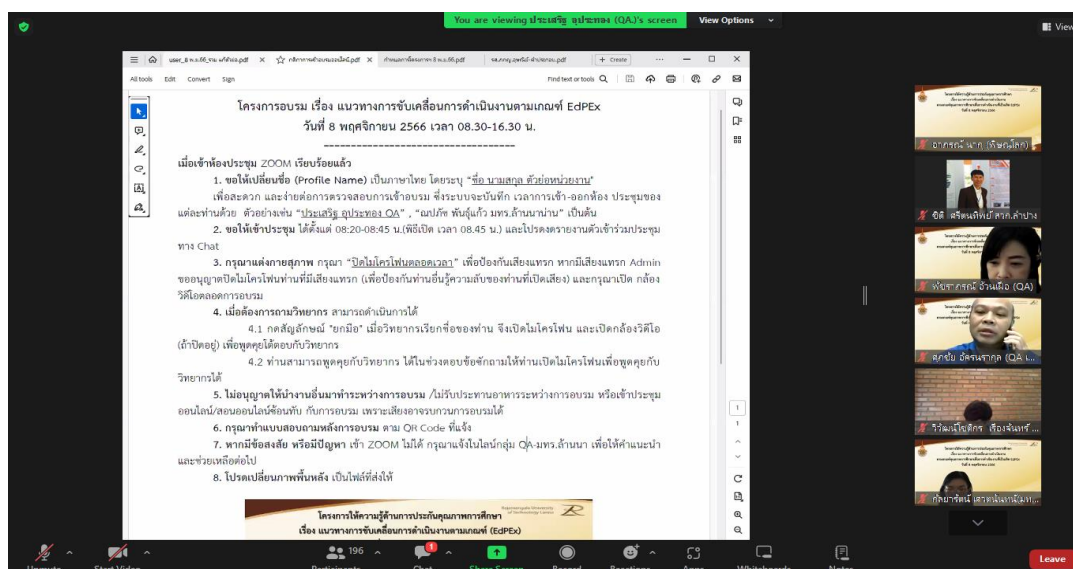 You are viewing ประเสริฐ อุประทอง (QA)'s screen
View Options
View
+ Create
All tools Edit Convert Sign
Find text or tools
โครงการอบรม เรื่อง แนวทางการขับเคลื่อนการดำเนินงานตามเกณฑ์ EdPEx
วันที่ 8 พฤศจิกายน 2566 เวลา 08.30-16.30 น.
-----------------------------------
เมื่อเข้าห้องประชุม ZOOM เรียบร้อยแล้ว
1. ขอให้เปลี่ยนชื่อ (Profile Name) เป็นภาษาไทย โดยระบุ "ชื่อ นามสกุล ตัวย่อหน่วยงาน"
เพื่อสะดวก และง่ายต่อการตรวจสอบการเข้าอบรม ซึ่งระบบจะบันทึก เวลาการเข้า-ออกห้อง ประชุมของ
แต่ละท่านด้วย ตัวอย่างเช่น "ประเสริฐ อุประทอง QA" , "ณปภัช พันธุ์แก้ว มทร.ล้านนาน่าน" เป็นต้น
2. ขอให้เข้าประชุม ได้ตั้งแต่ 08:20-08:45 น.(พิธีเปิด เวลา 08.45 น.) และโปรดรายงานตัวเข้าร่วมประชุม
ทาง Chat
3. กรุณาแต่งกายสุภาพ กรุณา "ปิดไมโครโฟนตลอดเวลา" เพื่อป้องกันเสียงแทรก หากมีเสียงแทรก Admin
ขออนุญาตปิดไมโครโฟนท่านที่มีเสียงแทรก (เพื่อป้องกันท่านอื่นรู้ความลับของท่านที่เปิดเสียง) และกรุณาเปิด กล้อง
วิดีโอตลอดการอบรม
4. เมื่อต้องการถามวิทยากร สามารถดำเนินการได้
4.1 กดสัญลักษณ์ "ยกมือ" เมื่อวิทยากรเรียกชื่อของท่าน จึงเปิดไมโครโฟน และเปิดกล้องวิดีโอ
(ถ้าปิดอยู่) เพื่อพูดคุยโต้ตอบกับวิทยากร
4.2 ท่านสามารถพูดคุยกับวิทยากร ได้ในช่วงตอบข้อซักถามให้ท่านเปิดไมโครโฟนเพื่อพูดคุยกับ
วิทยากรได้
5. ไม่อนุญาตให้นำงานอื่นมาทำระหว่างการอบรม /ไม่รับประทานอาหารระหว่างการอบรม หรือเข้าประชุม
ออนไลน์/สอนออนไลน์ซ้อนทับ กับการอบรม เพราะเสียงอาจรบกวนการอบรมได้
6. กรุณาทำแบบสอบถามหลังการอบรม ตาม QR Code ที่แจ้ง
7. หากมีข้อสงสัย หรือมีปัญหา เข้า ZOOM ไม่ได้ กรุณาแจ้งในไลน์กลุ่ม QA-มทร.ล้านนา เพื่อให้คำแนะนำ
และช่วยเหลือต่อไป
8. โปรดเปลี่ยนภาพพื้นหลัง เป็นไฟล์ที่ส่งให้
โครงการให้ความรู้ด้านการประกันคุณภาพการศึกษา
เรื่อง แนวทางการขับเคลื่อนการดำเนินงานตามเกณฑ์ (EdPEx)
1
1
อาภรณ์ (พิษณุโลก)
พัชราภรณ์ อ้วนเผือ (QA)
Unmute
Start Video
196
Participants
1
Chat
Share Screen
Record
Reactions
Apps
Whiteboards
Notes
Leave